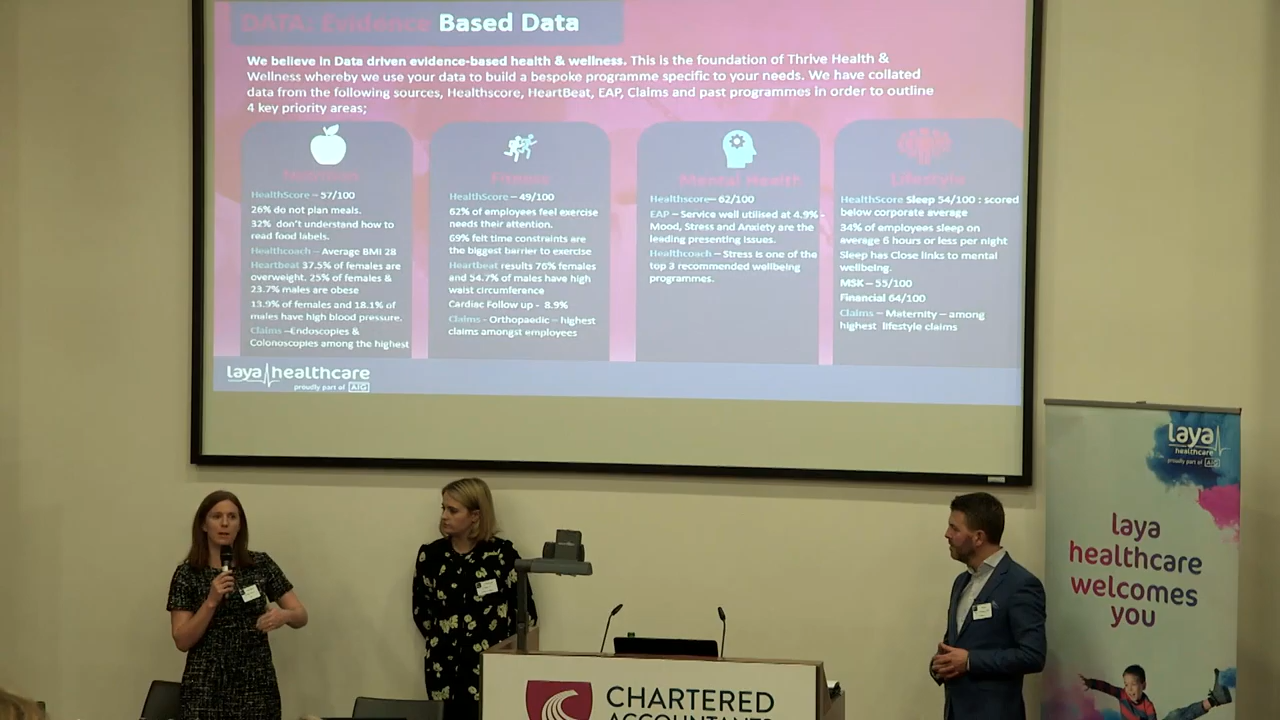 DATA: Evidence Based Data
We believe in Data driven evidence-based health & wellness. This is the foundation of Thrive Health &
Wellness whereby we use your data to build a bespoke programme specific to your needs. We have collated
data from the following sources, Healthscore, HeartBeat, EAP, Claims and past programmes in order to outline
4 key priority areas;
Nutrition
HealthScore – 57/100
26% do not plan meals.
32% don't understand how to
read food labels.
Healthcoach – Average BMI 28
Heartbeat 37.5% of females are
overweight. 25% of females &
23.7% males are obese
13.9% of females and 18.1% of
males have high blood pressure.
Claims –Endoscopies &
Colonoscopies among the highest
Fitness
HealthScore – 49/100
62% of employees feel exercise
needs their attention.
69% felt time constraints are
the biggest barrier to exercise
Heartbeat results 76% females
and 54.7% of males have high
waist circumference
Cardiac Follow up - 8.9%
Claims - Orthopaedic – highest
claims amongst employees
Mental Health
Healthscore– 62/100
EAP – Service well utilised at 4.9% -
Mood, Stress and Anxiety are the
leading presenting issues.
Healthcoach – Stress is one of the
top 3 recommended wellbeing
programmes.
Lifestyle
HealthScore Sleep 54/100 : scored
below corporate average
34% of employees sleep on
average 6 hours or less per night
Sleep has Close links to mental
wellbeing.
MSK – 55/100
Financial 64/100
Claims – Maternity – among
highest lifestyle claims
laya healthcare
proudly part of AIG
laya
healthcare
proudly part of AIG
laya
healthcare
welcomes
you
CHARTERED
ACCOUNTANTS